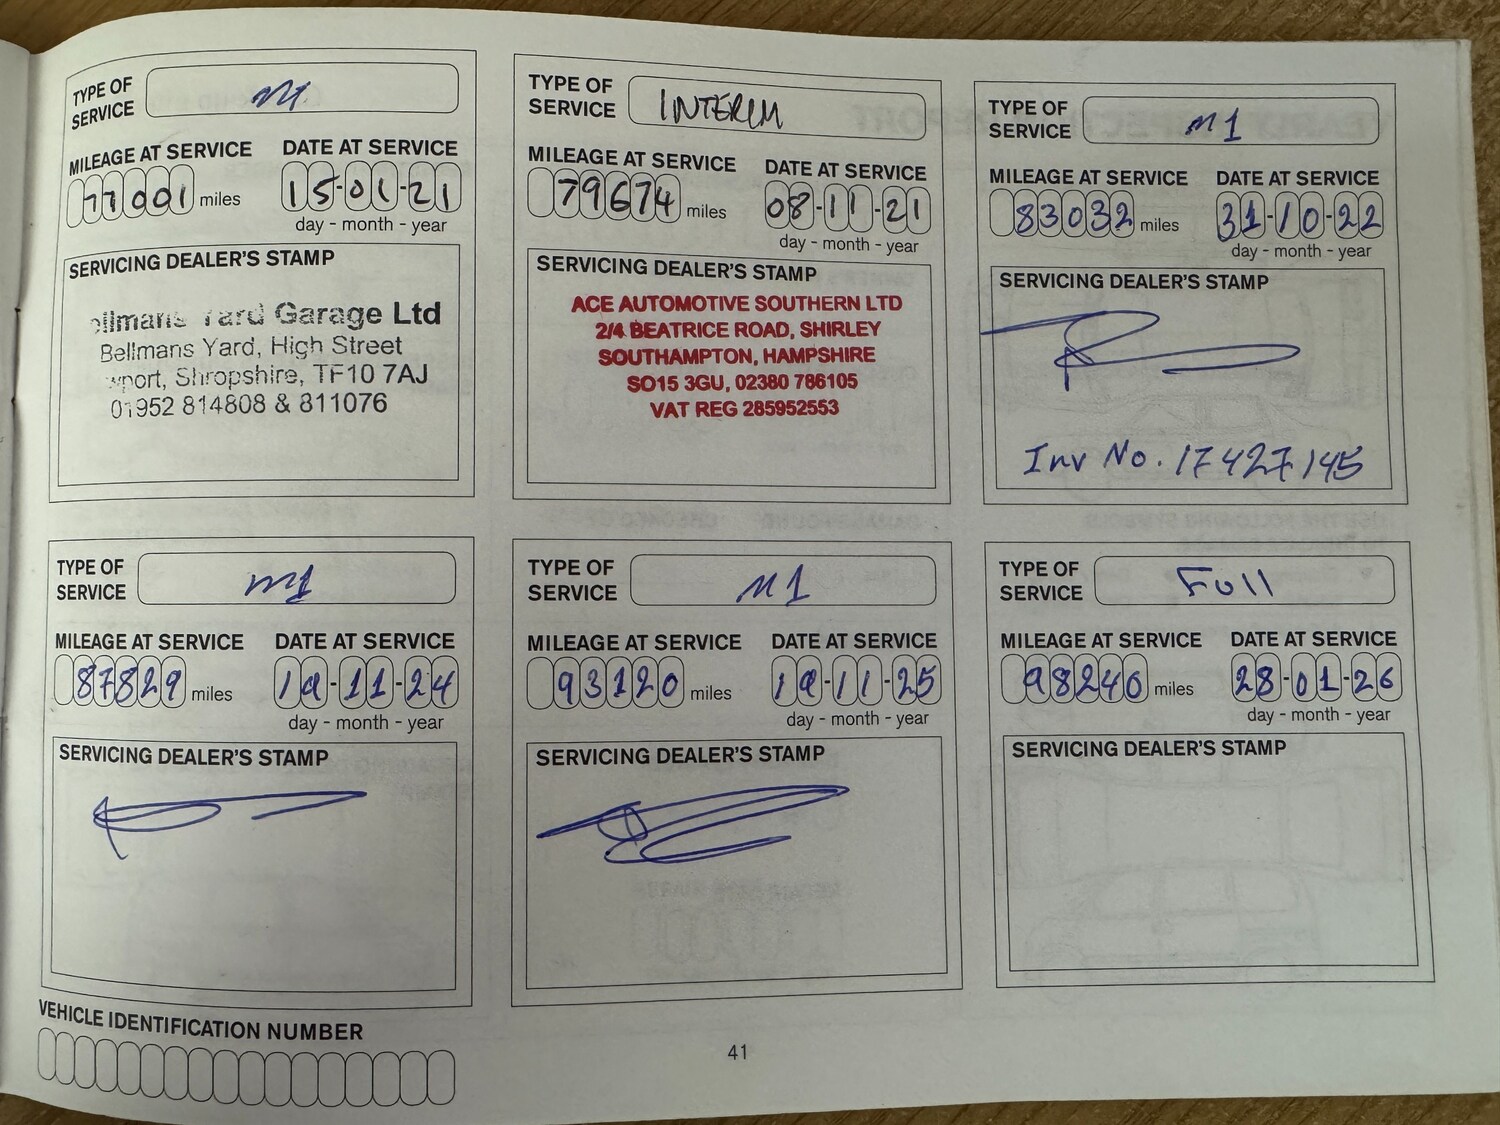 TYPE OF
SERVICE
M1
MILEAGE AT SERVICE
77001 miles
DATE AT SERVICE
15-01-21
day - month - year
SERVICING DEALER'S STAMP
ellmans Yard Garage Ltd
Bellmans Yard, High Street
wport, Shropshire, TF10 7AJ
01952 814808 & 811076
TYPE OF
SERVICE
INTERIM
MILEAGE AT SERVICE
79674 miles
DATE AT SERVICE
08-11-21
day - month - year
SERVICING DEALER'S STAMP
ACE AUTOMOTIVE SOUTHERN LTD
2/4 BEATRICE ROAD, SHIRLEY
SOUTHAMPTON, HAMPSHIRE
SO15 3GU, 02380 786105
VAT REG 285952553
TYPE OF
SERVICE
M1
MILEAGE AT SERVICE
83032 miles
DATE AT SERVICE
31-10-22
day - month - year
SERVICING DEALER'S STAMP
Inv No. 17427145
TYPE OF
SERVICE
M1
MILEAGE AT SERVICE
87829 miles
DATE AT SERVICE
19-11-24
day - month - year
SERVICING DEALER'S STAMP
TYPE OF
SERVICE
M1
MILEAGE AT SERVICE
93120 miles
DATE AT SERVICE
19-11-25
day - month - year
SERVICING DEALER'S STAMP
TYPE OF
SERVICE
Full
MILEAGE AT SERVICE
98240 miles
DATE AT SERVICE
28-01-26
day - month - year
SERVICING DEALER'S STAMP
VEHICLE IDENTIFICATION NUMBER
41